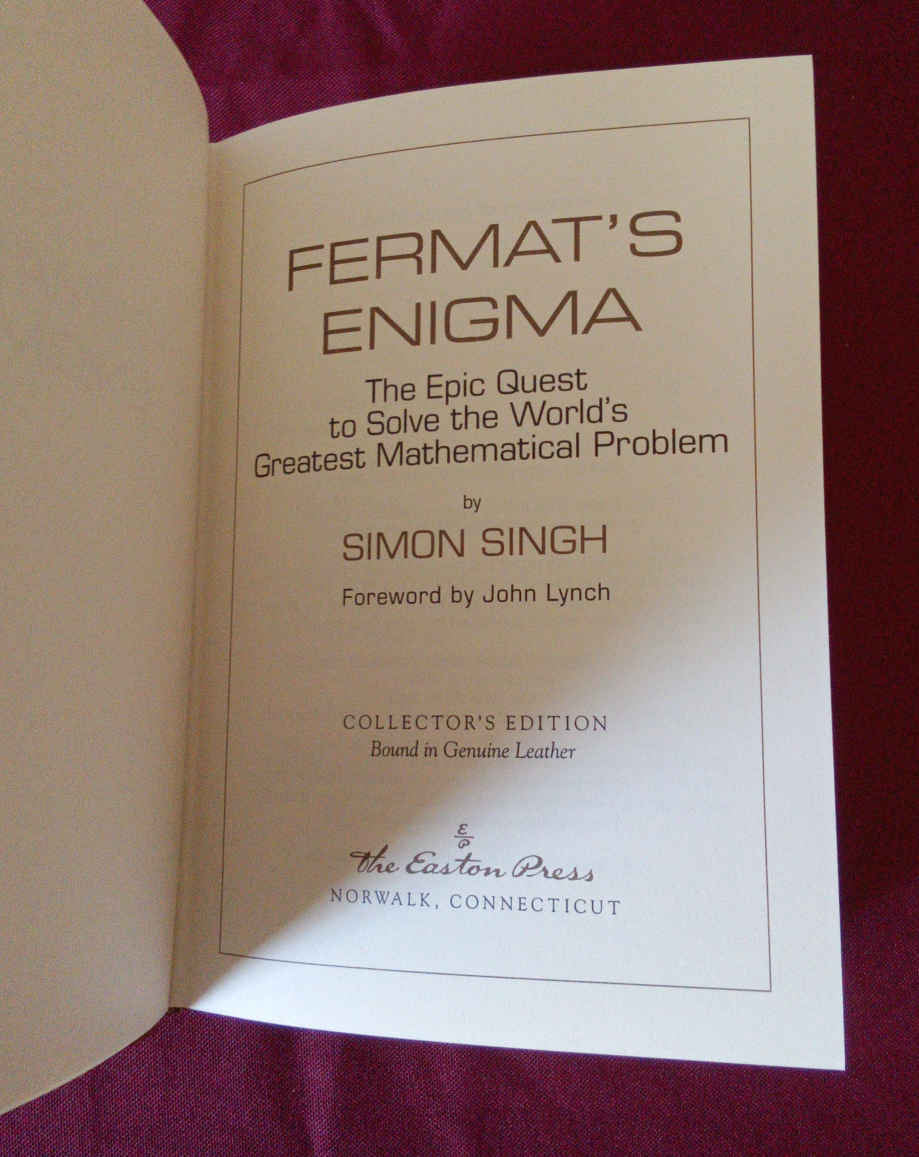 FERMAT'S
ENIGMA
The Epic Quest
to Solve the World's
Greatest Mathematical Problem
by
SIMON SINGH
Foreword by John Lynch
COLLECTOR'S EDITION
Bound in Genuine Leather
E
P
The Easton Press
NORWALK, CONNECTICUT